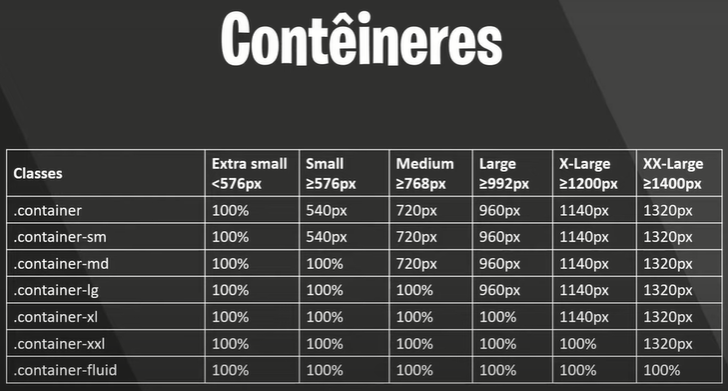 Contêineres
Classes Extra small <576px Small ≥576px Medium ≥768px Large ≥992px X-Large ≥1200px XX-Large ≥1400px
.container 100% 540px 720px 960px 1140px 1320px
.container-sm 100% 540px 720px 960px 1140px 1320px
.container-md 100% 100% 720px 960px 1140px 1320px
.container-lg 100% 100% 100% 960px 1140px 1320px
.container-xl 100% 100% 100% 100% 1140px 1320px
.container-xxl 100% 100% 100% 100% 100% 1320px
.container-fluid 100% 100% 100% 100% 100% 100%